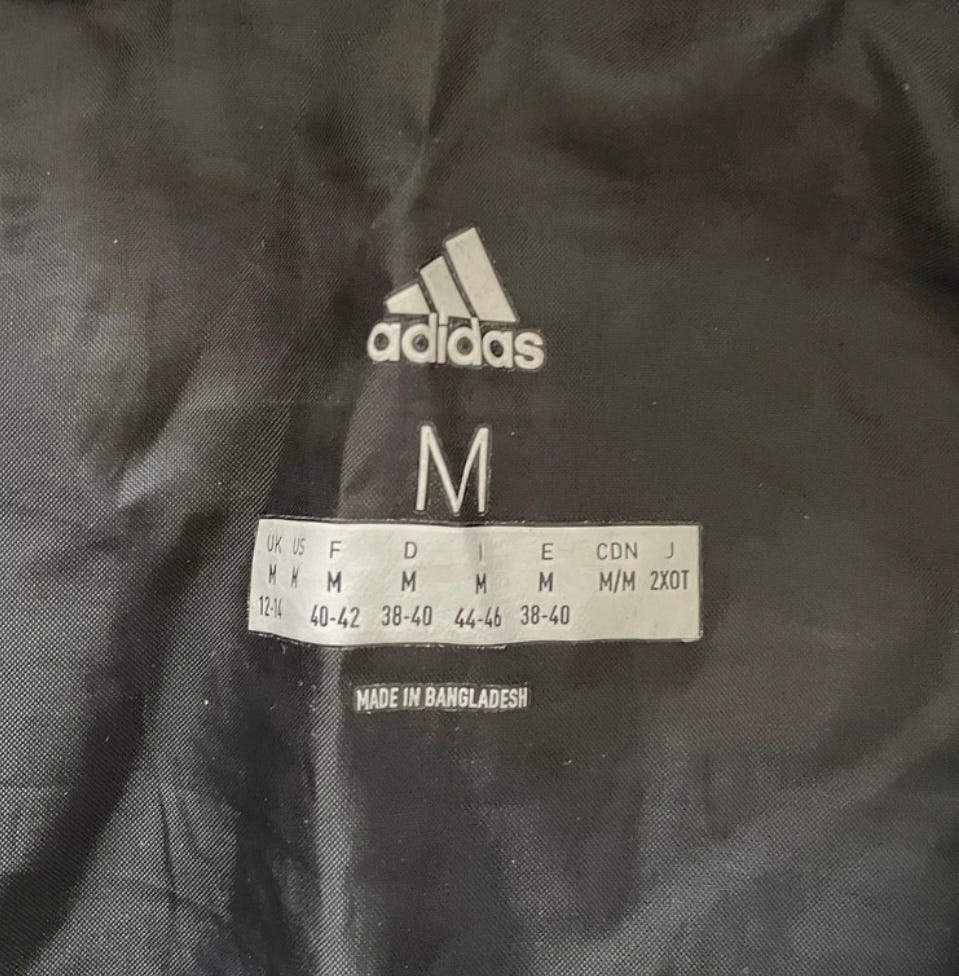 adidas
M
UK US F D I E CDN J
M M M M M M M/M 2XOT
12-14 40-42 38-40 44-46 38-40
MADE IN BANGLADESH